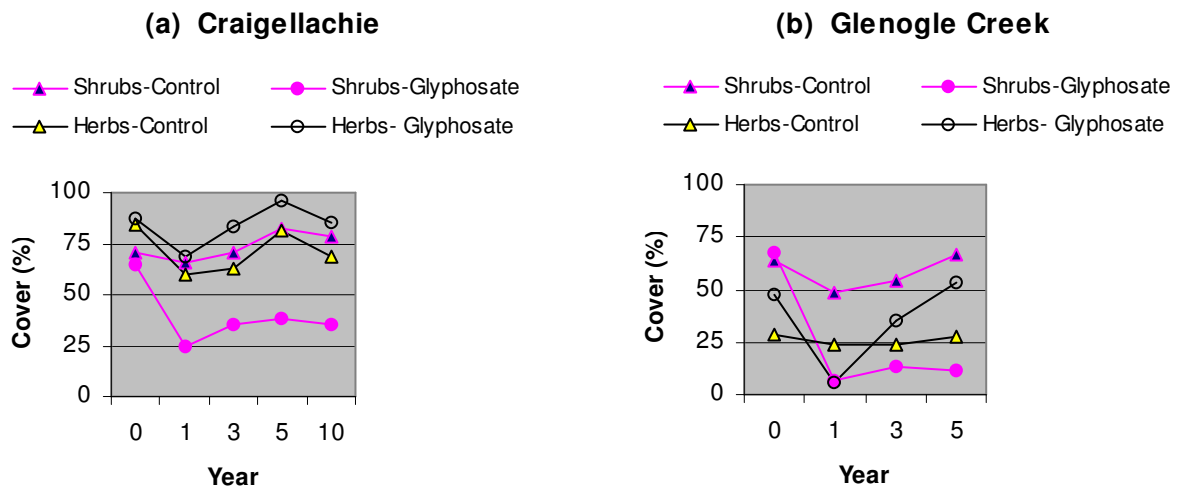 (a) Craigellachie
Shrubs-Control
Shrubs-Glyphosate
Herbs-Control
Herbs- Glyphosate
100
75
50
25
0
Cover (%)
0 1 3 5 10
Year
(b) Glenogle Creek
Shrubs-Control
Shrubs-Glyphosate
Herbs-Control
Herbs- Glyphosate
100
75
50
25
0
Cover (%)
0 1 3 5
Year